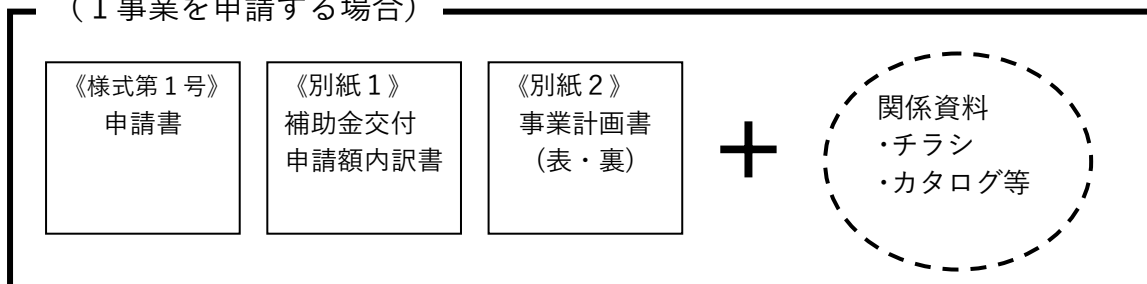 （１事業を申請する場合）
《様式第１号》
申請書
《別紙１》
補助金交付
申請額内訳書
《別紙２》
事業計画書
（表・裏）
＋
関係資料
・チラシ
・カタログ等